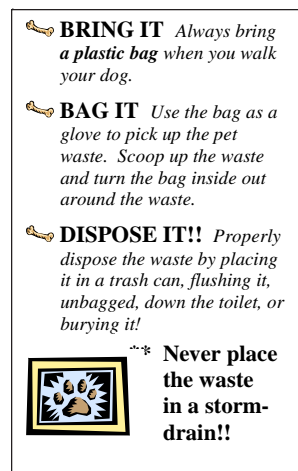 BRING IT Always bring
a plastic bag when you walk
your dog.
BAG IT Use the bag as a
glove to pick up the pet
waste. Scoop up the waste
and turn the bag inside out
around the waste.
DISPOSE IT!! Properly
dispose the waste by placing
it in a trash can, flushing it,
unbagged, down the toilet, or
burying it!
** Never place
the waste
in a storm-
drain!!